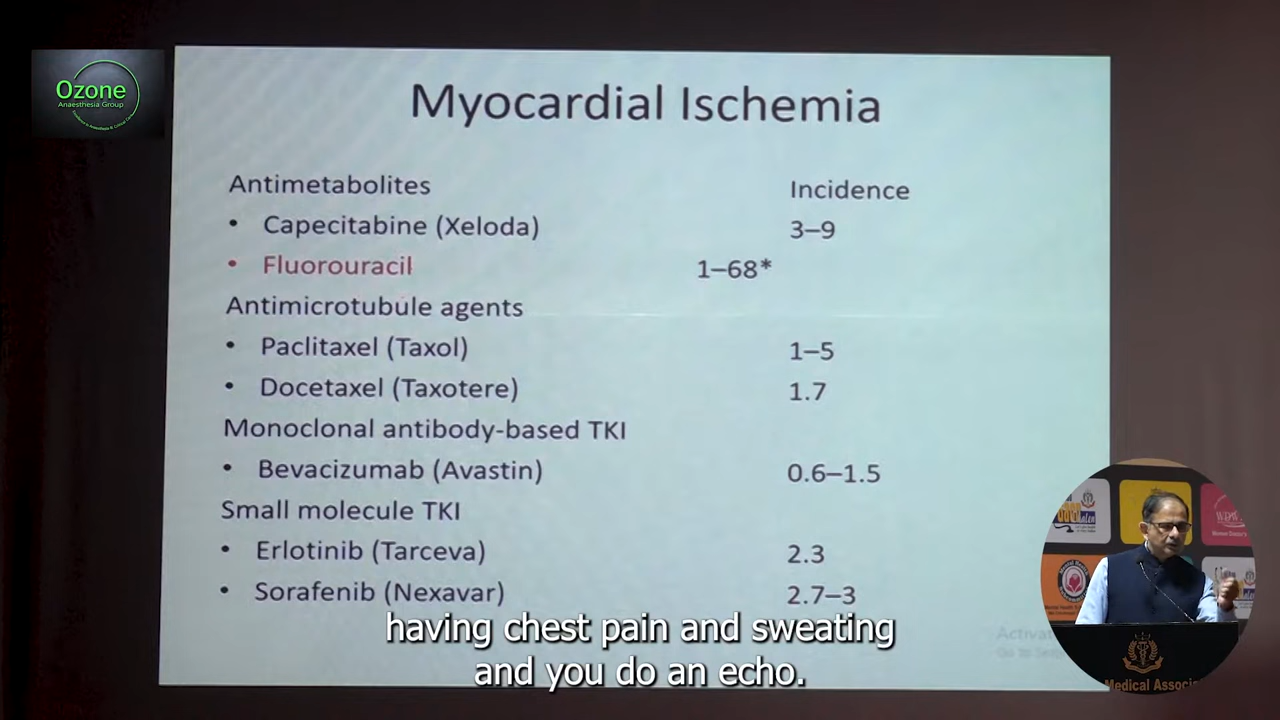 Ozone
Anaesthesia Group
Myocardial Ischemia
Antimetabolites Incidence
• Capecitabine (Xeloda) 3–9
• Fluorouracil 1–68*
Antimicrotubule agents
• Paclitaxel (Taxol) 1–5
• Docetaxel (Taxotere) 1.7
Monoclonal antibody-based TKI
• Bevacizumab (Avastin) 0.6–1.5
Small molecule TKI
• Erlotinib (Tarceva) 2.3
• Sorafenib (Nexavar) 2.7–3
having chest pain and sweating
and you do an echo.
WDW
Medical Associ